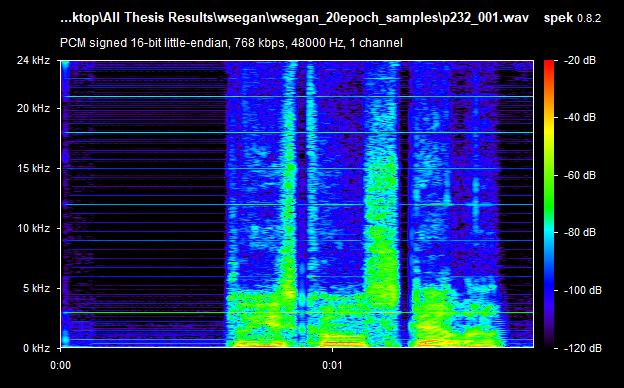 ...ktop\All Thesis Results\wsegan\wsegan_20epoch_samples\p232_001.wav spek 0.8.2
PCM signed 16-bit little-endian, 768 kbps, 48000 Hz, 1 channel
24 kHz
20 kHz
15 kHz
10 kHz
5 kHz
0 kHz
0:00
0:01
-20 dB
-40 dB
-60 dB
-80 dB
-100 dB
-120 dB